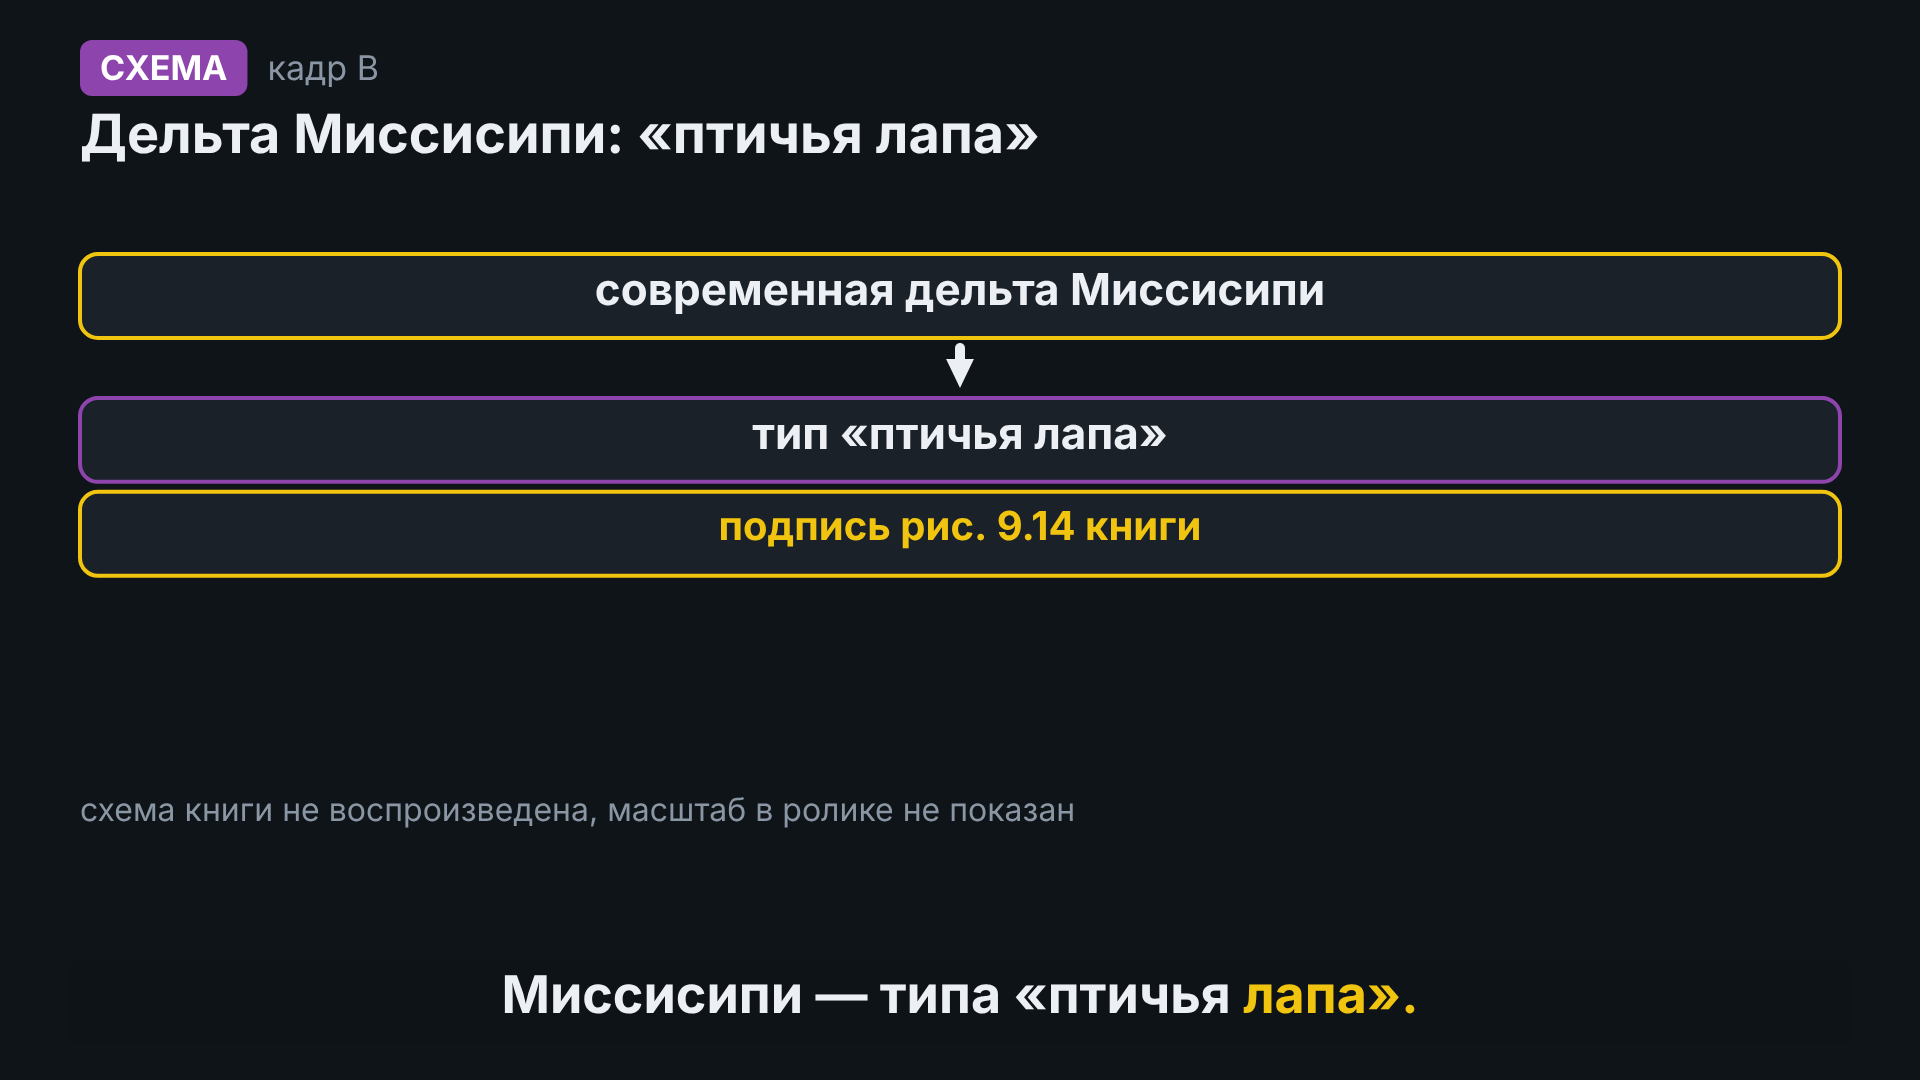 СХЕМА кадр B
Дельта Миссисипи: «птичья лапа»
современная дельта Миссисипи
тип «птичья лапа»
подпись рис. 9.14 книги
схема книги не воспроизведена, масштаб в ролике не показан
Миссисипи — типа «птичья лапа».